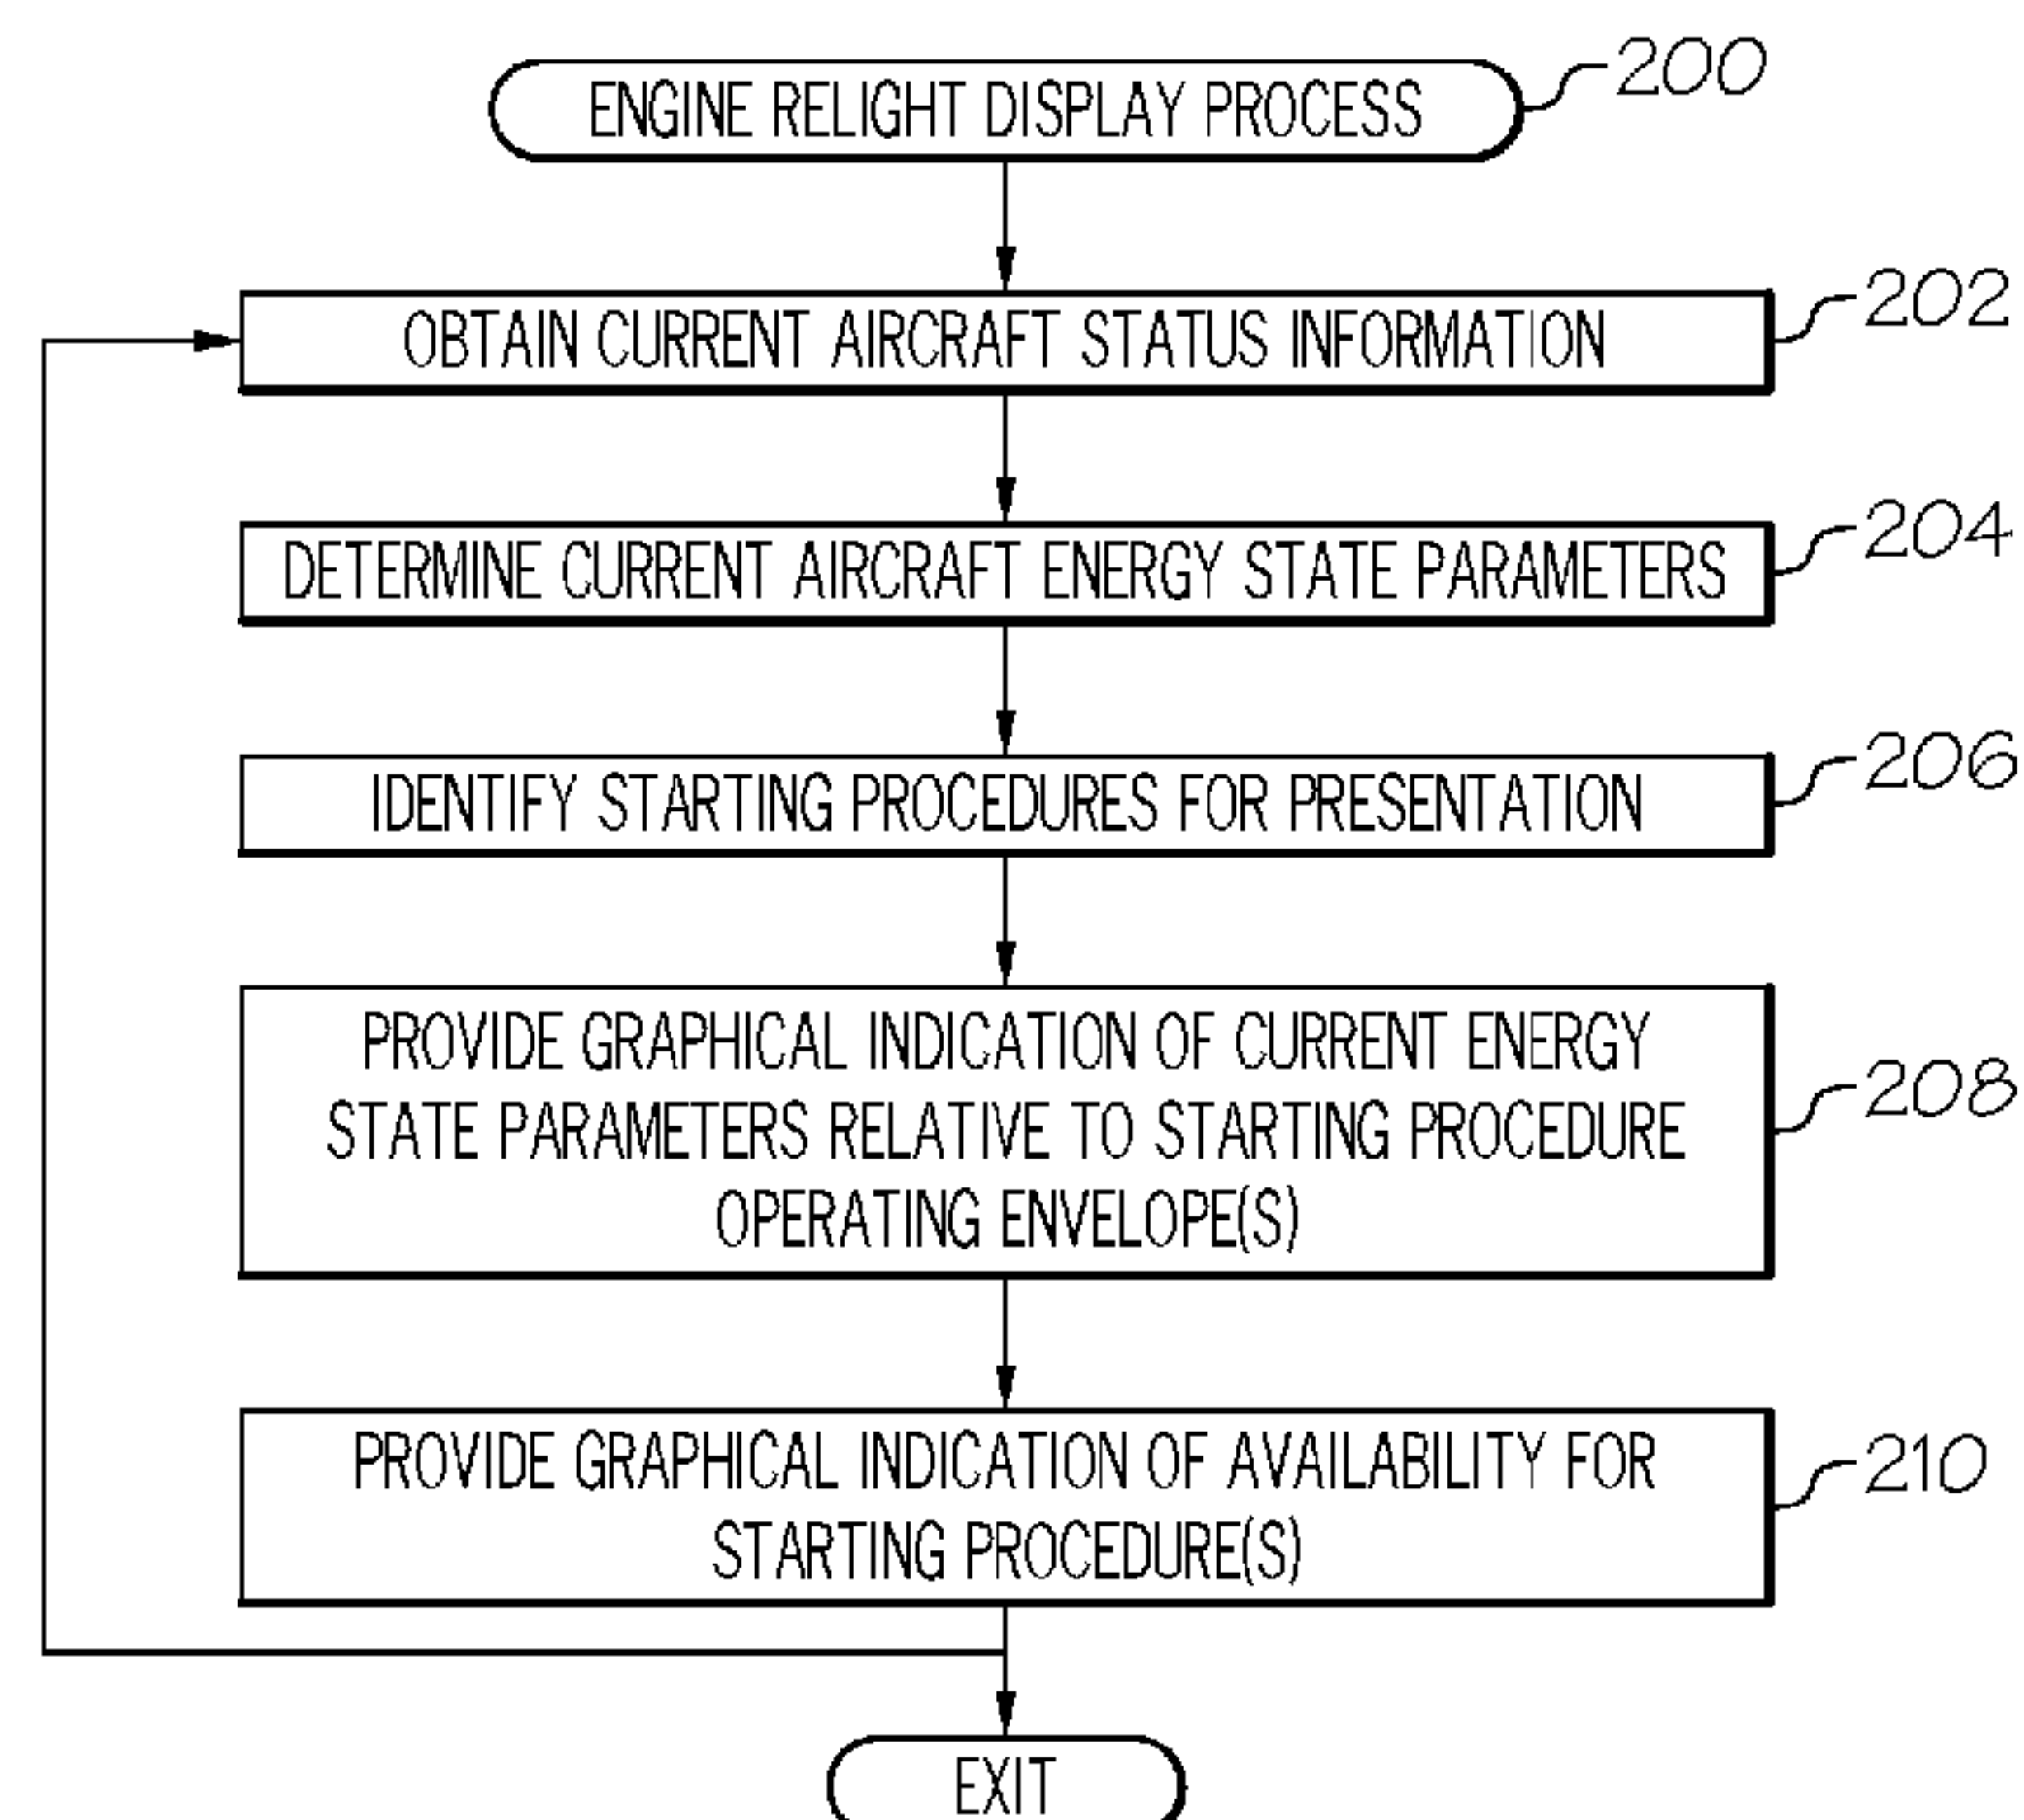 ENGINE RELIGHT DISPLAY PROCESS
200
OBTAIN CURRENT AIRCRAFT STATUS INFORMATION
202
DETERMINE CURRENT AIRCRAFT ENERGY STATE PARAMETERS
204
IDENTIFY STARTING PROCEDURES FOR PRESENTATION
206
PROVIDE GRAPHICAL INDICATION OF CURRENT ENERGY
STATE PARAMETERS RELATIVE TO STARTING PROCEDURE
OPERATING ENVELOPE(S)
208
PROVIDE GRAPHICAL INDICATION OF AVAILABILITY FOR
STARTING PROCEDURE(S)
210
EXIT